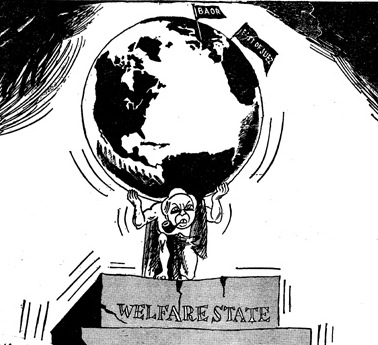 BAOR
EAST OF SUEZ
WELFARE STATE